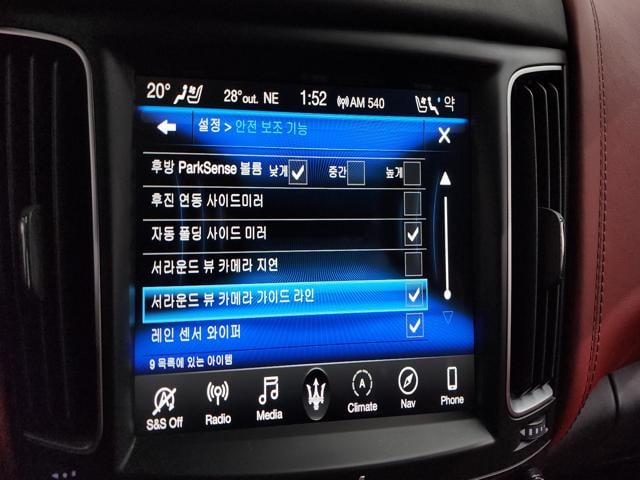 20° 28°out. NE 1:52 AM 540 약
설정 > 안전 보조 기능 X
후방 ParkSense 볼륨 낮게 중간 높게
후진 연동 사이드미러
자동 폴딩 사이드 미러
서라운드 뷰 카메라 지연
서라운드 뷰 카메라 가이드 라인
레인 센서 와이퍼
9 목록에 있는 아이템
S&S Off Radio Media Climate Nav Phone